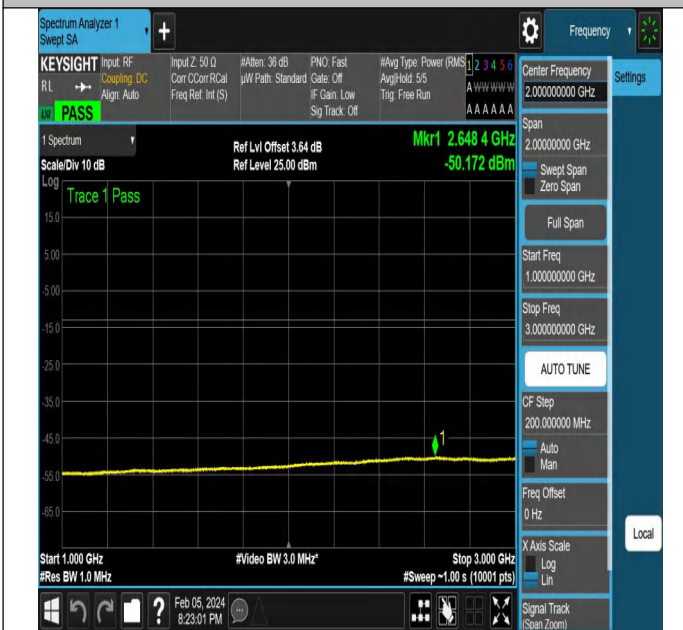 Spectrum Analyzer 1
Swept SA
Frequency
KEYSIGHT
RL
PASS
Input: RF
Coupling: DC
Align: Auto
Input Z: 50 Ω
Corr CCorr RCal
Freq Ref: Int (S)
#Atten: 36 dB
µW Path: Standard
PNO: Fast
Gate: Off
IF Gain: Low
Sig Track: Off
#Avg Type: Power (RMS
Avg|Hold: 5/5
Trig: Free Run
1 2 3 4 5 6
A W W W W W
A A A A A A
1 Spectrum
Scale/Div 10 dB
Ref Lvl Offset 3.64 dB
Ref Level 25.00 dBm
Mkr1 2.648 4 GHz
-50.172 dBm
Log
Trace 1 Pass
15.0
5.00
-5.00
-15.0
-25.0
-35.0
-45.0
-55.0
-65.0
1
Start 1.000 GHz
#Res BW 1.0 MHz
#Video BW 3.0 MHz*
Stop 3.000 GHz
#Sweep ~1.00 s (10001 pts)
Feb 05, 2024
8:23:01 PM
Center Frequency
2.000000000 GHz
Settings
Span
2.00000000 GHz
Swept Span
Zero Span
Full Span
Start Freq
1.000000000 GHz
Stop Freq
3.000000000 GHz
AUTO TUNE
CF Step
200.000000 MHz
Auto
Man
Freq Offset
0 Hz
X Axis Scale
Log
Lin
Signal Track
(Span Zoom)
Local